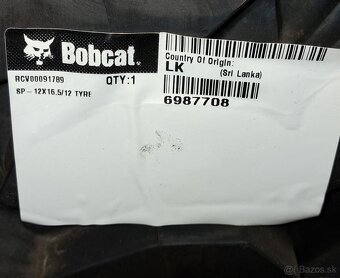 Bobcat.
RCV00091789 QTY:1
SP - 12X16.5/12 TYRE
Country Of Origin:
LK (Sri Lanka)
6987708
bazos.sk